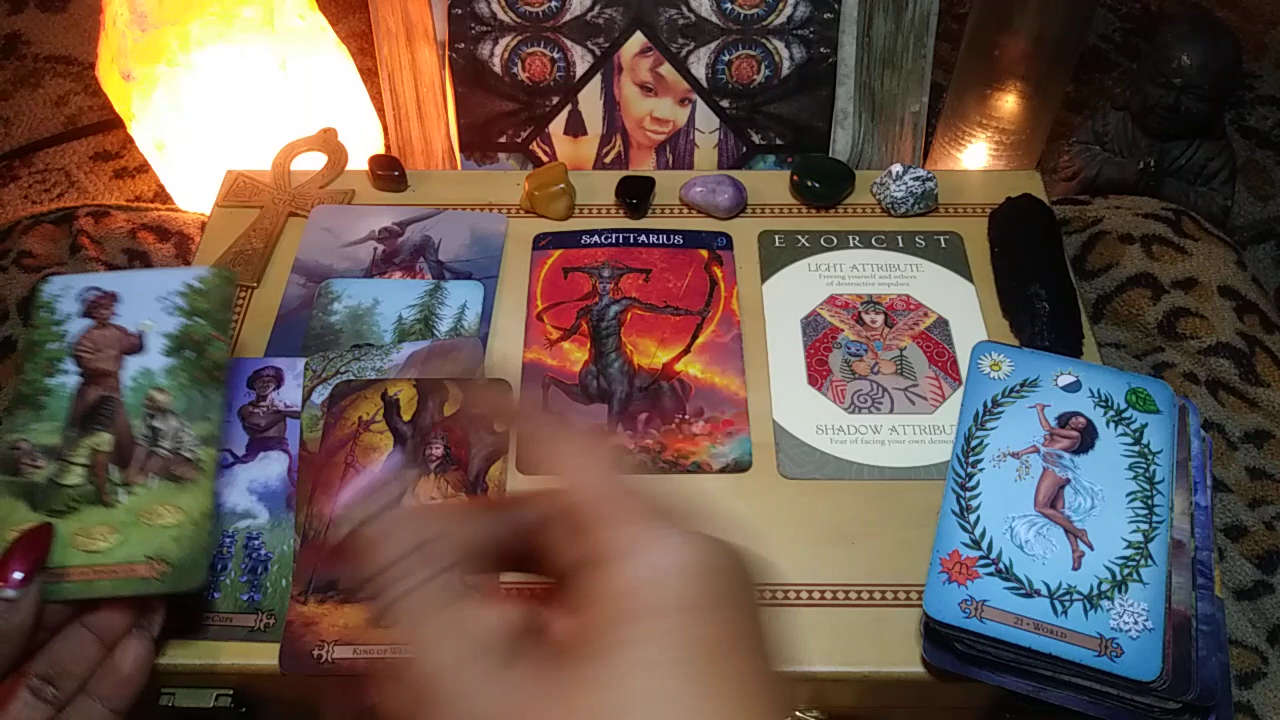 SAGITTARIUS 9
EXORCIST
LIGHT ATTRIBUTE
Freeing yourself and others
of destructive impulses
SHADOW ATTRIBU
Fear of facing your own demo
CUPS
KING OF
21 • WORLD